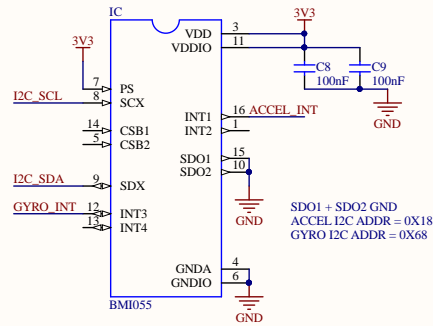 IC
3V3
7 PS
I2C_SCL 8 SCX
14 CSB1
5 CSB2
I2C_SDA 9 SDX
GYRO_INT 12 INT3
13 INT4
BMI055
VDD 3
VDDIO 11
3V3
C8
100nF
C9
100nF
GND
INT1 16 ACCEL_INT
INT2 1
SDO1 15
SDO2 10
GND
SDO1 + SDO2 GND
ACCEL I2C ADDR = 0X18
GYRO I2C ADDR = 0X68
GNDA 4
GNDIO 6
GND